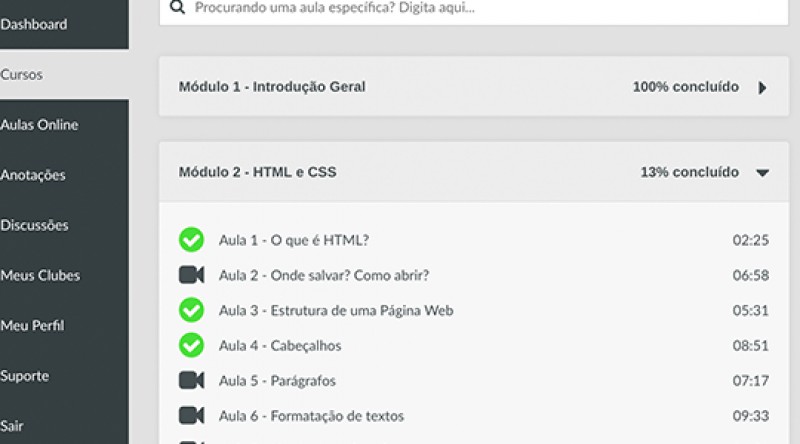 Dashboard
Cursos
Aulas Online
Anotações
Discussões
Meus Clubes
Meu Perfil
Suporte
Sair
Procurando uma aula específica? Digita aqui...
Módulo 1 - Introdução Geral 100% concluído
Módulo 2 - HTML e CSS 13% concluído
Aula 1 - O que é HTML? 02:25
Aula 2 - Onde salvar? Como abrir? 06:58
Aula 3 - Estrutura de uma Página Web 05:31
Aula 4 - Cabeçalhos 08:51
Aula 5 - Parágrafos 07:17
Aula 6 - Formatação de textos 09:33